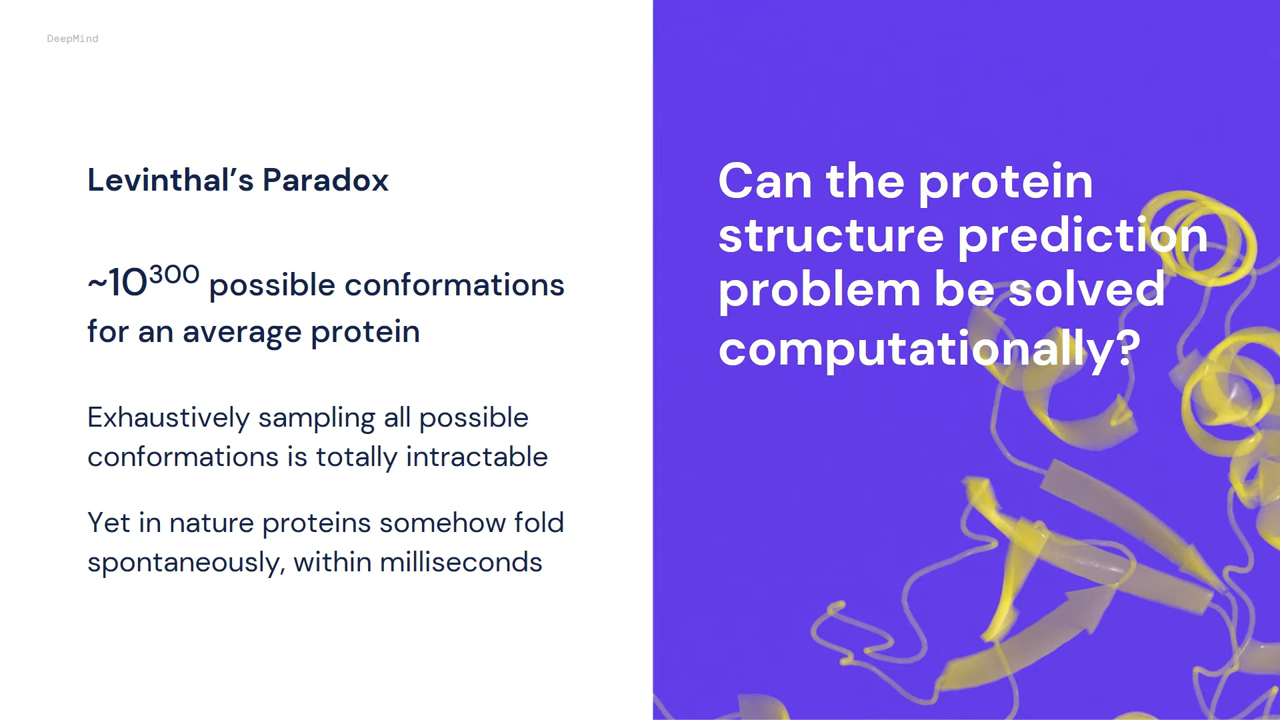 DeepMind
Levinthal’s Paradox
~10³⁰⁰ possible conformations
for an average protein
Exhaustively sampling all possible
conformations is totally intractable
Yet in nature proteins somehow fold
spontaneously, within milliseconds
Can the protein
structure prediction
problem be solved
computationally?